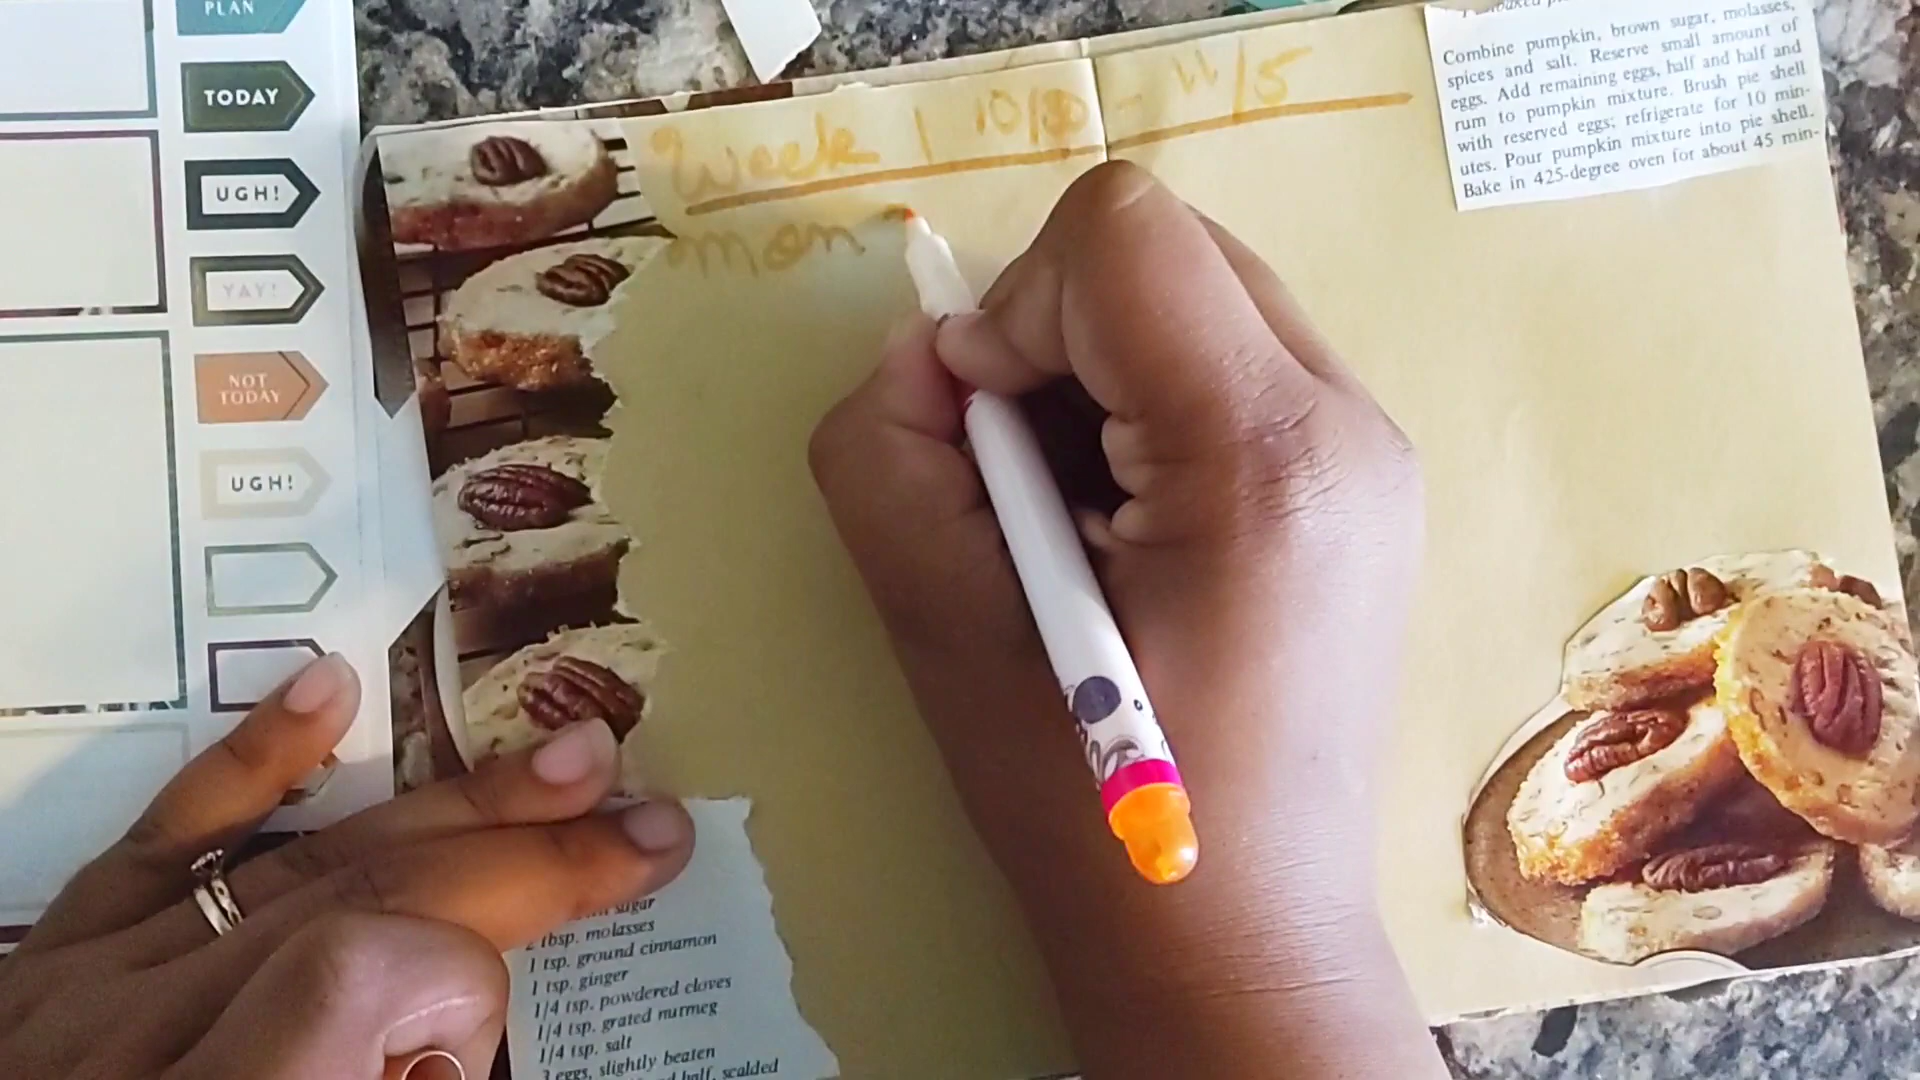 PLAN
TODAY
UGH!
YAY!
NOT
TODAY
UGH!
Week 1 10/30 - 11/5
Mon
Combine pumpkin, brown sugar, molasses,
spices and salt. Reserve small amount of
eggs. Add remaining eggs, half and half and
rum to pumpkin mixture. Brush pie shell
with reserved eggs; refrigerate for 10 min-
utes. Pour pumpkin mixture into pie shell.
Bake in 425-degree oven for about 45 min-
sugar
2 tbsp. molasses
1 tsp. ground cinnamon
1 tsp. ginger
1/4 tsp. powdered cloves
1/4 tsp. grated nutmeg
1/4 tsp. salt
3 eggs, slightly beaten
half, scalded